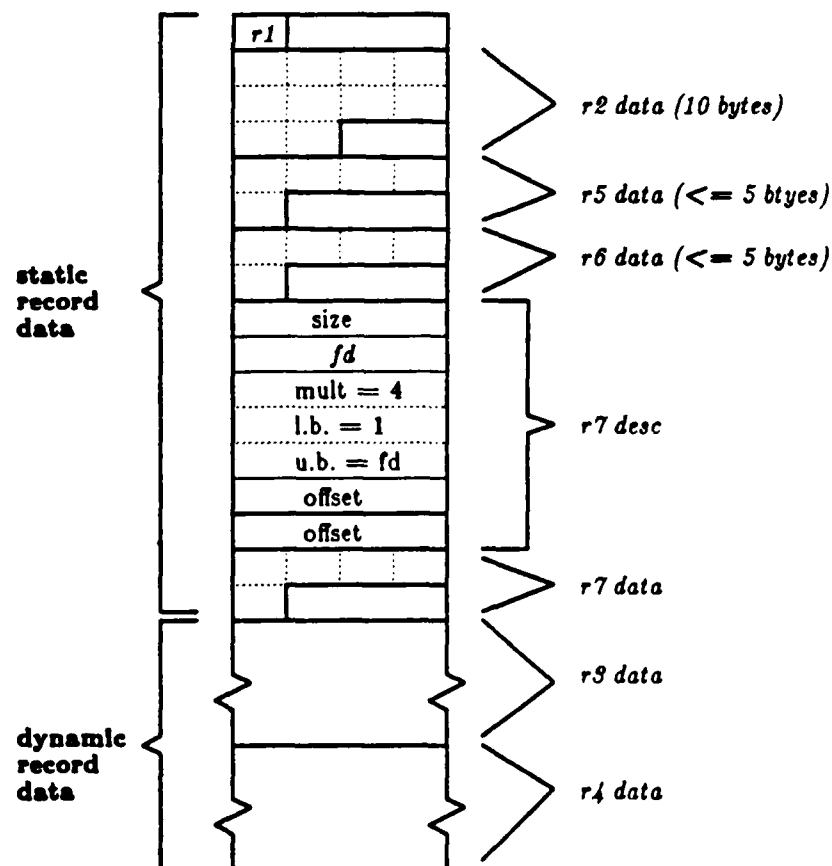 r1
r2 data (10 bytes)
r5 data (<= 5 btyes)
r6 data (<= 5 bytes)
static
record
data
size
fd
mult = 4
l.b. = 1
u.b. = fd
offset
offset
r7 desc
r7 data
r3 data
dynamic
record
data
r4 data